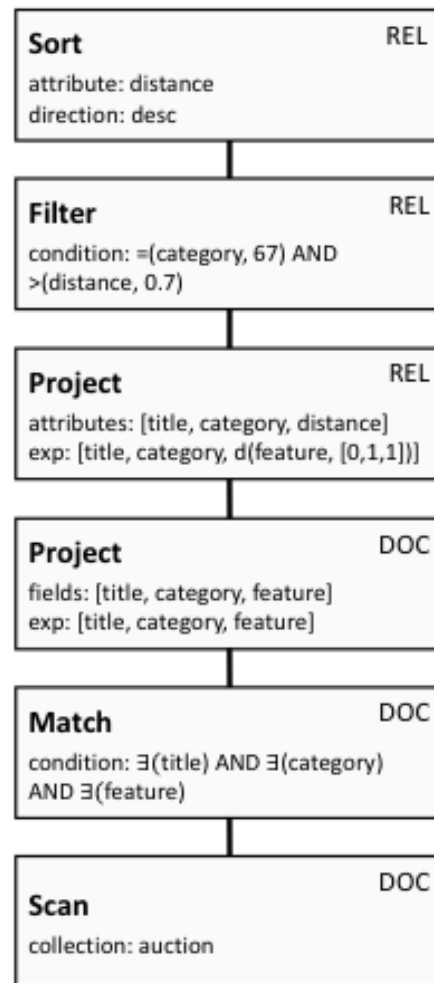 Sort REL
attribute: distance
direction: desc
Filter REL
condition: =(category, 67) AND
>(distance, 0.7)
Project REL
attributes: [title, category, distance]
exp: [title, category, d(feature, [0,1,1])]
Project DOC
fields: [title, category, feature]
exp: [title, category, feature]
Match DOC
condition: ∃(title) AND ∃(category)
AND ∃(feature)
Scan DOC
collection: auction